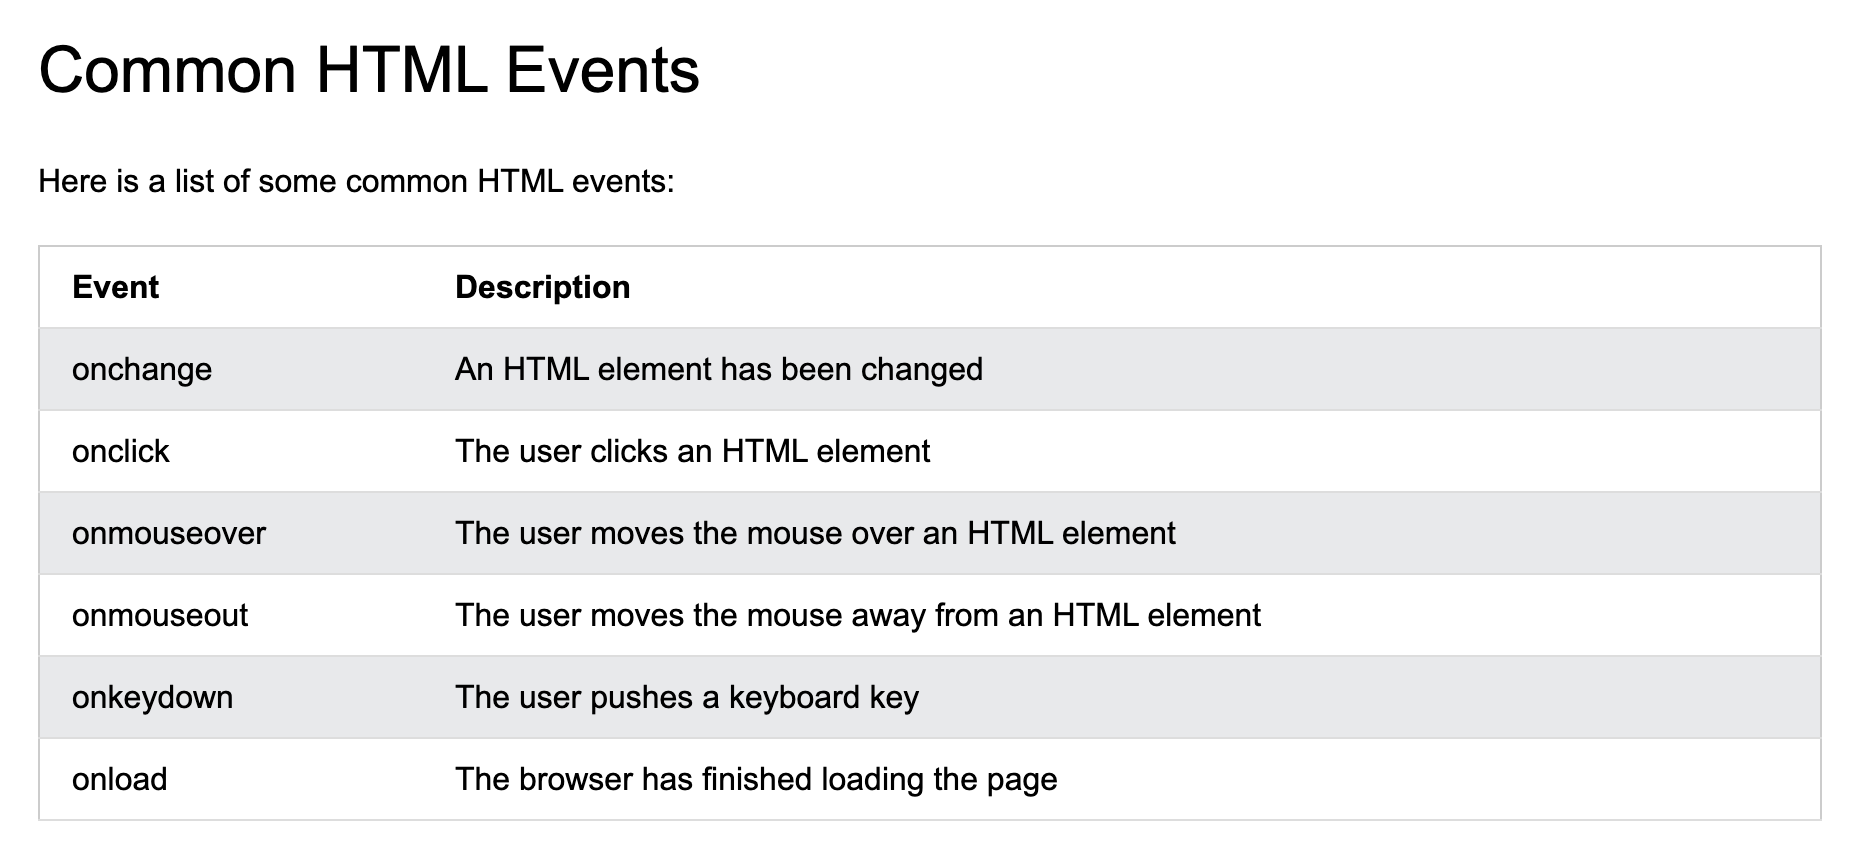 Common HTML Events
Here is a list of some common HTML events:
Event Description
onchange An HTML element has been changed
onclick The user clicks an HTML element
onmouseover The user moves the mouse over an HTML element
onmouseout The user moves the mouse away from an HTML element
onkeydown The user pushes a keyboard key
onload The browser has finished loading the page